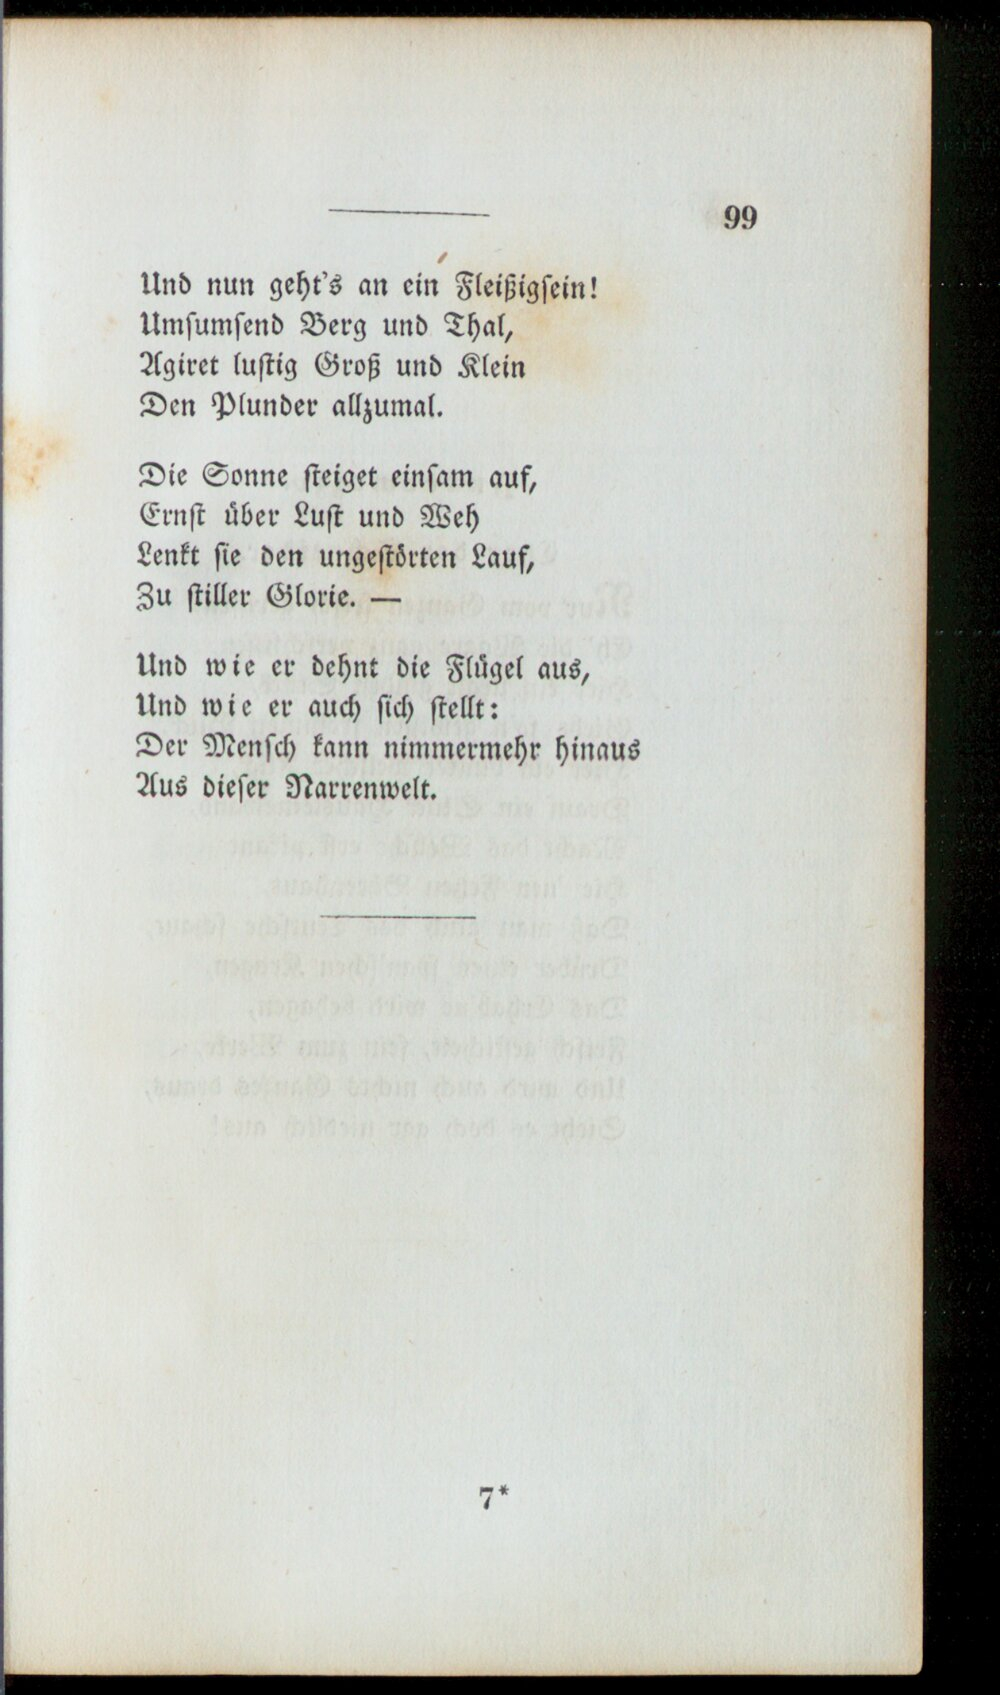 99
Und nun geht's an ein Fleißigsein!
Umsumsend Berg und Thal,
Agiret lustig Groß und Klein
Den Plunder allzumal.
Die Sonne steiget einsam auf,
Ernst über Lust und Weh
Lenkt sie den ungestörten Lauf,
Zu stiller Glorie. —
Und wie er dehnt die Flügel aus,
Und wie er auch sich stellt:
Der Mensch kann nimmermehr hinaus
Aus dieser Narrenwelt.
7*